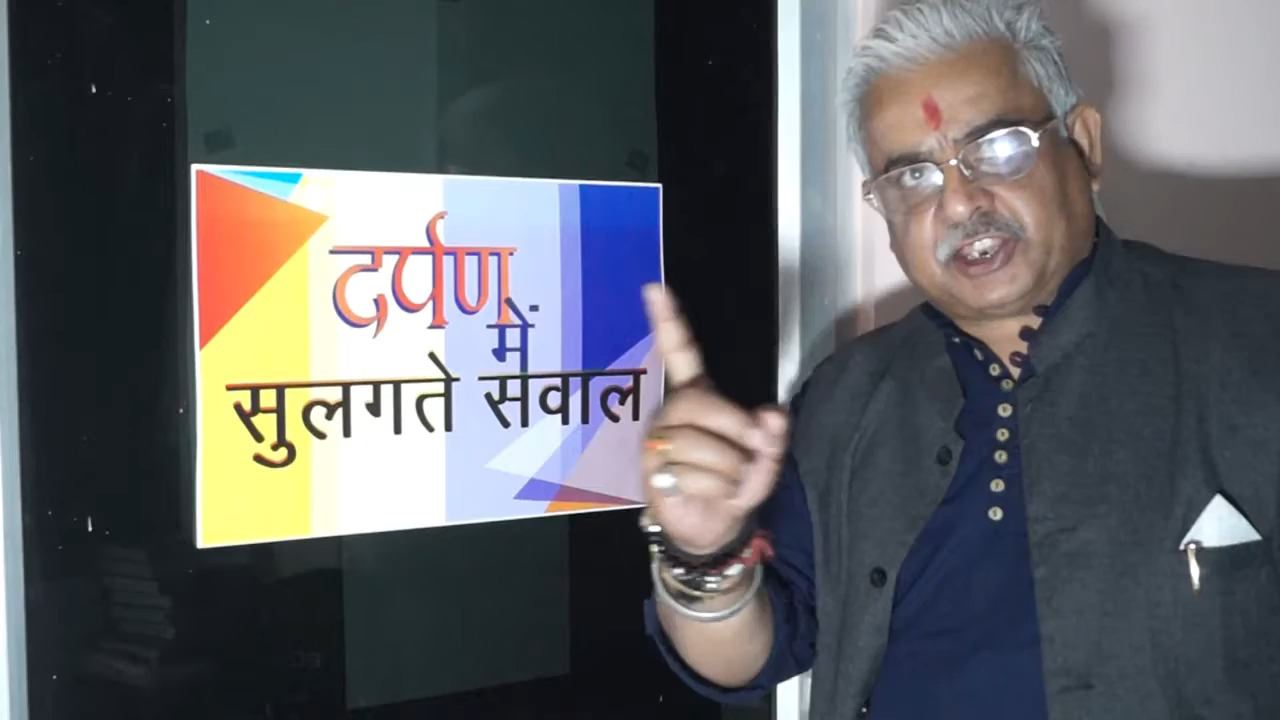 दर्पण
में
सुलगते सवाल